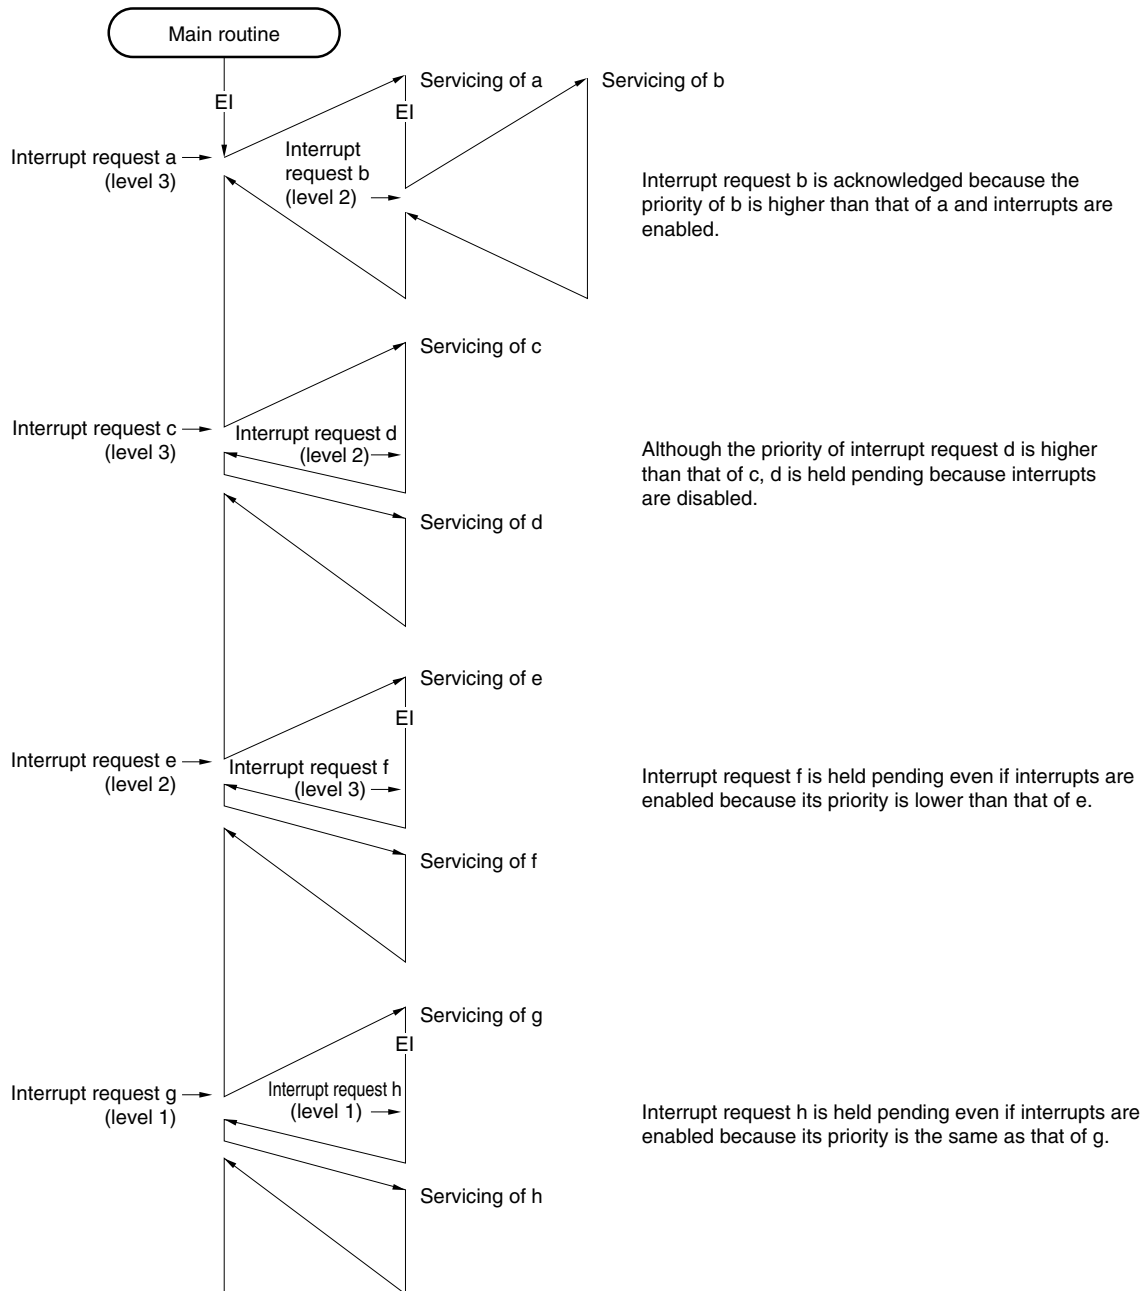 Main routine
EI
Servicing of a
EI
Servicing of b
Interrupt request a
(level 3)
Interrupt
request b
(level 2)
Interrupt request b is acknowledged because the
priority of b is higher than that of a and interrupts are
enabled.
Servicing of c
Interrupt request c
(level 3)
Interrupt request d
(level 2)
Although the priority of interrupt request d is higher
than that of c, d is held pending because interrupts
are disabled.
Servicing of d
Servicing of e
EI
Interrupt request e
(level 2)
Interrupt request f
(level 3)
Interrupt request f is held pending even if interrupts are
enabled because its priority is lower than that of e.
Servicing of f
Servicing of g
EI
Interrupt request g
(level 1)
Interrupt request h
(level 1)
Interrupt request h is held pending even if interrupts are
enabled because its priority is the same as that of g.
Servicing of h